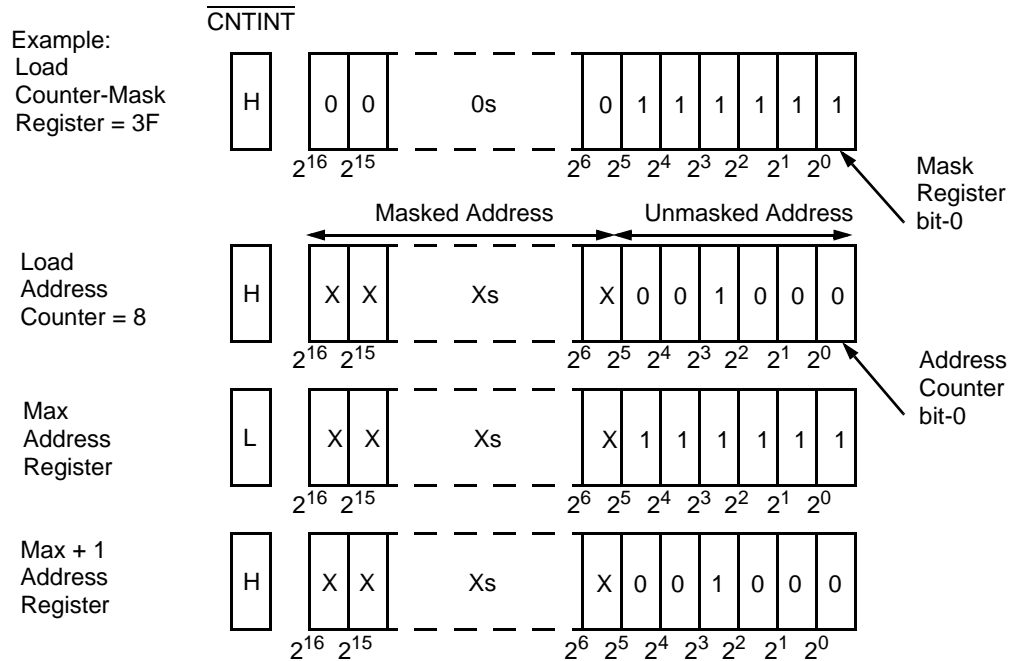 CNTINT
Example:
Load
Counter-Mask
Register = 3F
H 0 0 0s 0 1 1 1 1 1 1
2^16 2^15 2^6 2^5 2^4 2^3 2^2 2^1 2^0
Mask
Register
bit-0
Masked Address Unmasked Address
Load
Address
Counter = 8
H X X Xs X 0 0 1 0 0 0
2^16 2^15 2^6 2^5 2^4 2^3 2^2 2^1 2^0
Address
Counter
bit-0
Max
Address
Register
L X X Xs X 1 1 1 1 1 1
2^16 2^15 2^6 2^5 2^4 2^3 2^2 2^1 2^0
Max + 1
Address
Register
H X X Xs X 0 0 1 0 0 0
2^16 2^15 2^6 2^5 2^4 2^3 2^2 2^1 2^0